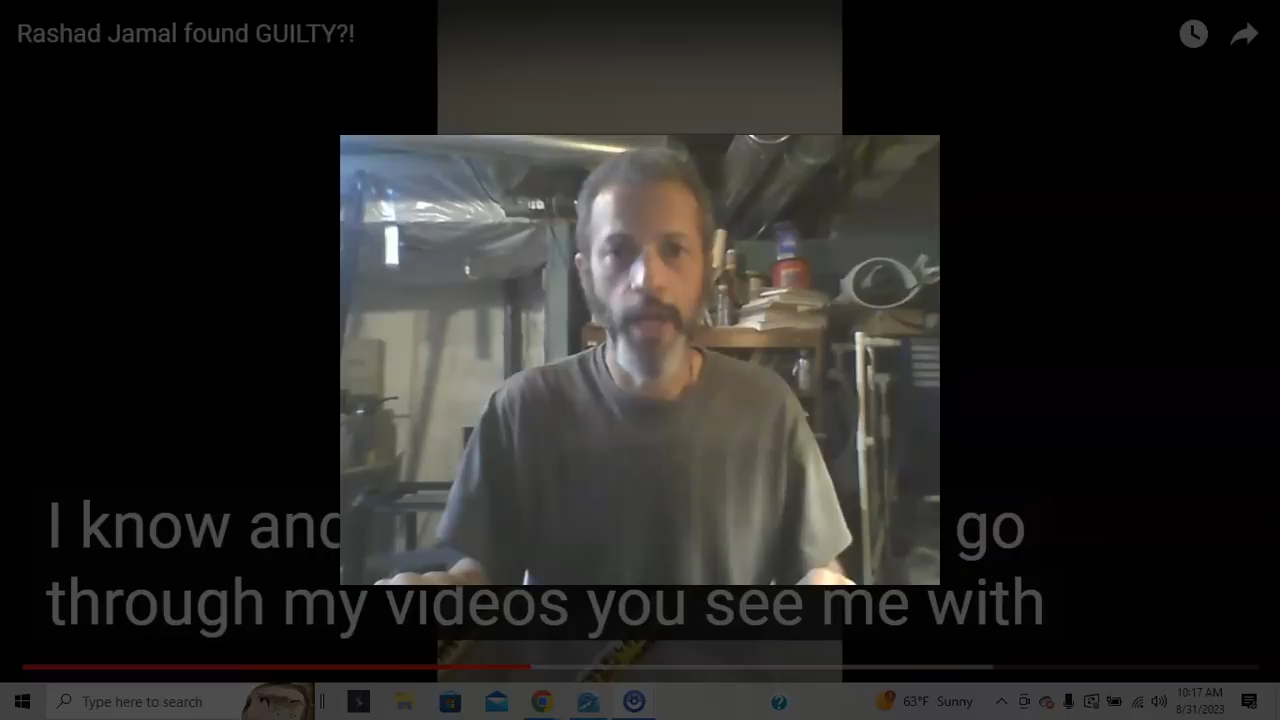 Rashad Jamal found GUILTY?!
I know and go
through my videos you see me with
Type here to search
63°F Sunny
10:17 AM
8/31/2023